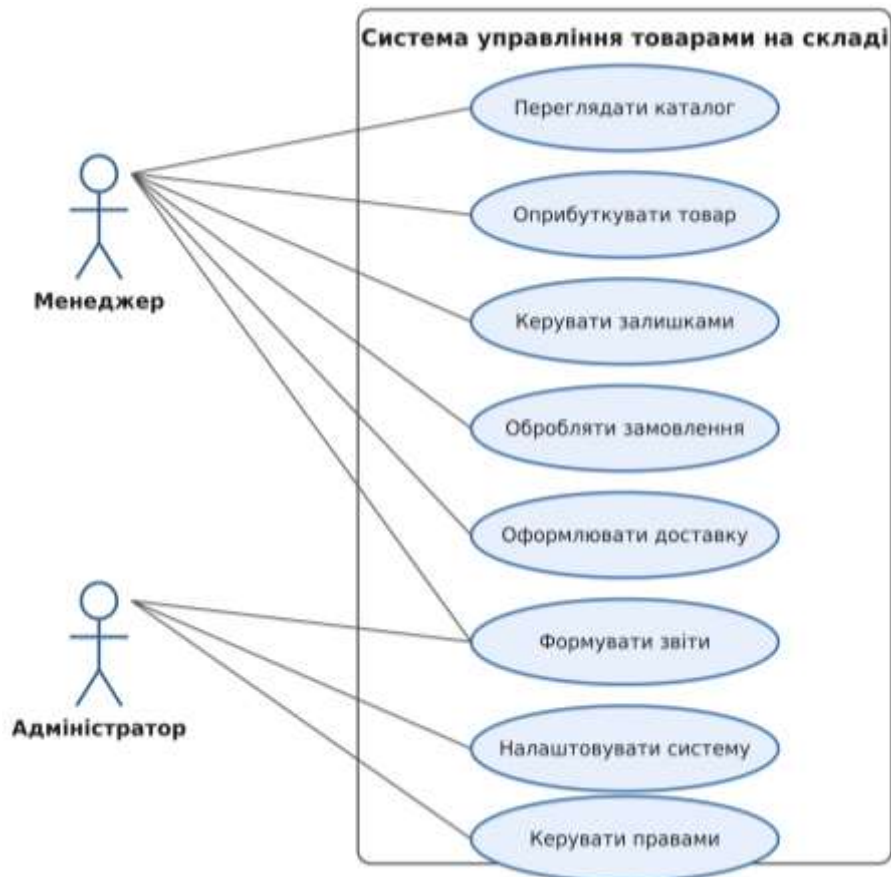 Система управління товарами на складі
Переглядати каталог
Оприбуткувати товар
Менеджер
Керувати залишками
Обробляти замовлення
Оформлювати доставку
Формувати звіти
Адміністратор
Налаштовувати систему
Керувати правами